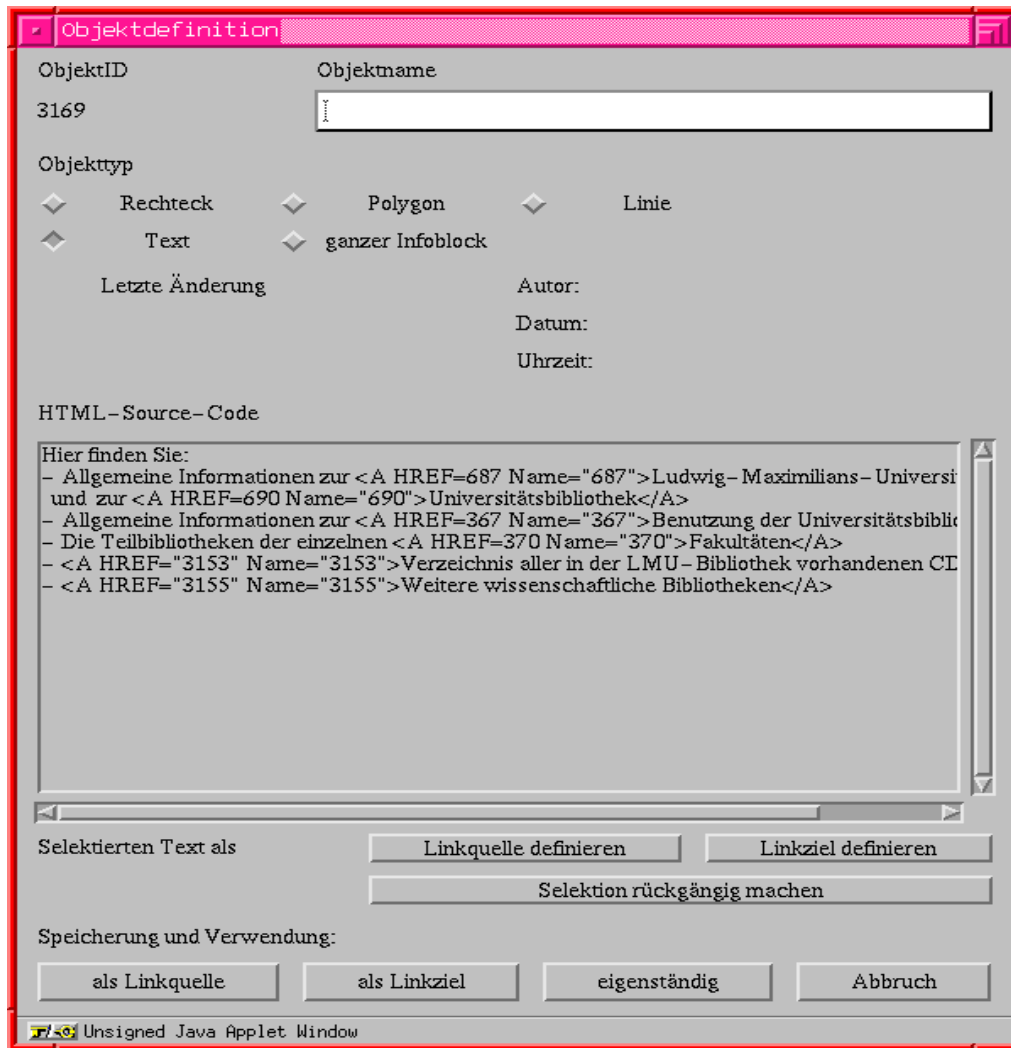 Objektdefinition
ObjektID Objektname
3169
Objekttyp
Rechteck Polygon Linie
Text ganzer Infoblock
Letzte Änderung Autor:
Datum:
Uhrzeit:
HTML-Source-Code
Hier finden Sie:
- Allgemeine Informationen zur <A HREF=687 Name="687">Ludwig-Maximilians-Universi
und zur <A HREF=690 Name="690">Universitätsbibliothek</A>
- Allgemeine Informationen zur <A HREF=367 Name="367">Benutzung der Universitätsbiblio
- Die Teilbibliotheken der einzelnen <A HREF=370 Name="370">Fakultäten</A>
- <A HREF="3153" Name="3153">Verzeichnis aller in der LMU-Bibliothek vorhandenen CD
- <A HREF="3155" Name="3155">Weitere wissenschaftliche Bibliotheken</A>
Selektierten Text als Linkquelle definieren Linkziel definieren
Selektion rückgängig machen
Speicherung und Verwendung:
als Linkquelle als Linkziel eigenständig Abbruch
Unsigned Java Applet Window